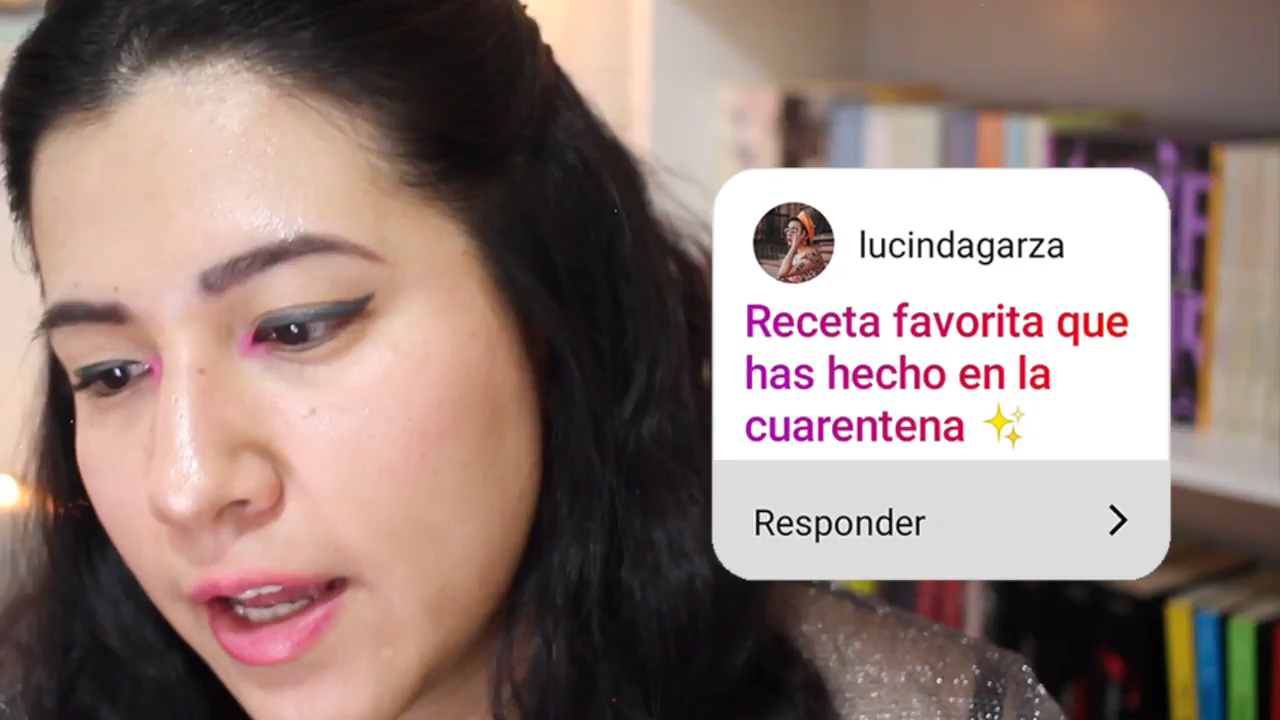 lucindagarza
Receta favorita que
has hecho en la
cuarentena ✨
Responder